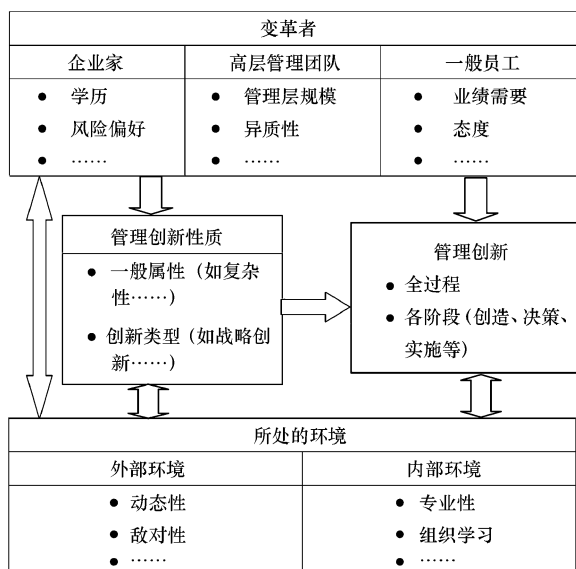 变革者
企业家 高层管理团队 一般员工
● 学历 ● 管理层规模 ● 业绩需要
● 风险偏好 ● 异质性 ● 态度
● …… ● …… ● ……
管理创新性质
● 一般属性（如复杂
性……）
● 创新类型（如战略创
新……）
管理创新
● 全过程
● 各阶段（创造、决策、
实施等）
所处的环境
外部环境 内部环境
● 动态性 ● 专业性
● 敌对性 ● 组织学习
● …… ● ……